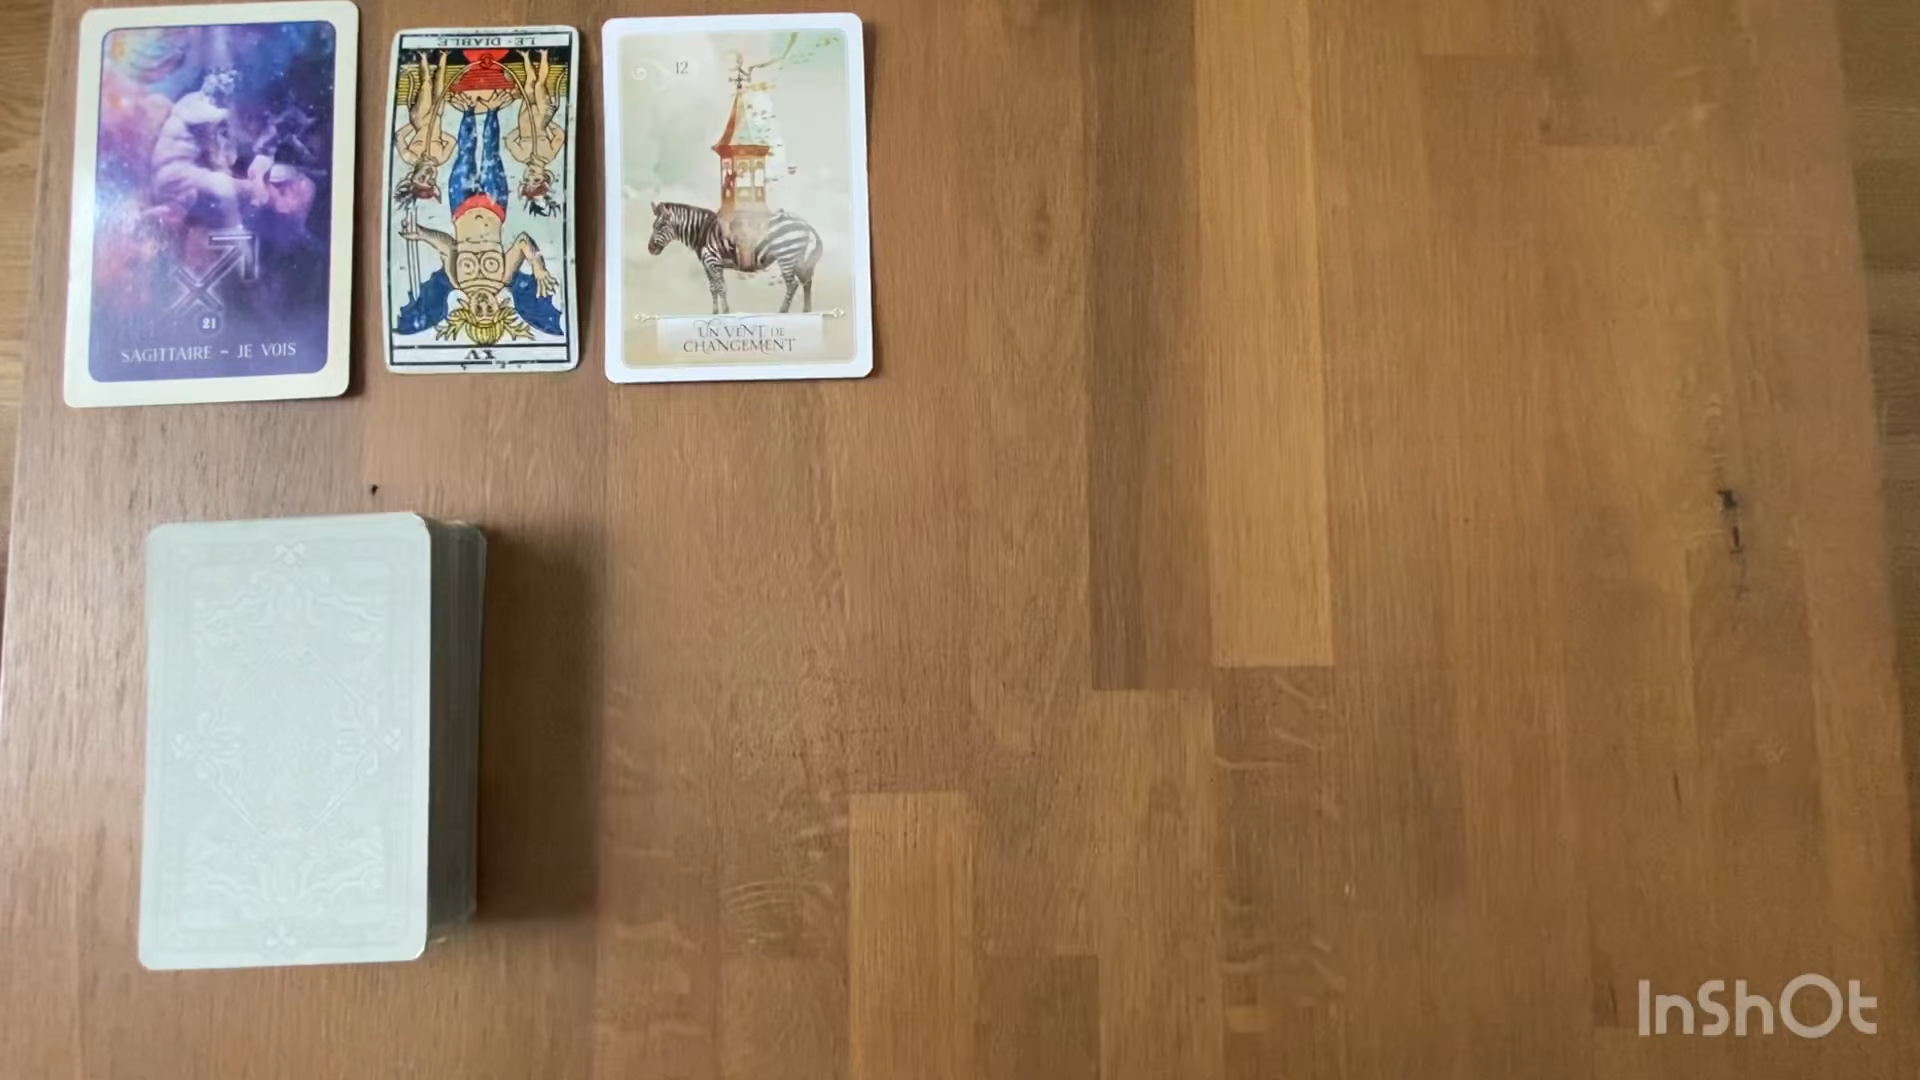 21
SAGITTAIRE – JE VOIS
LE·DIABLE
XV
12
UN VENT DE
CHANGEMENT
InShOt